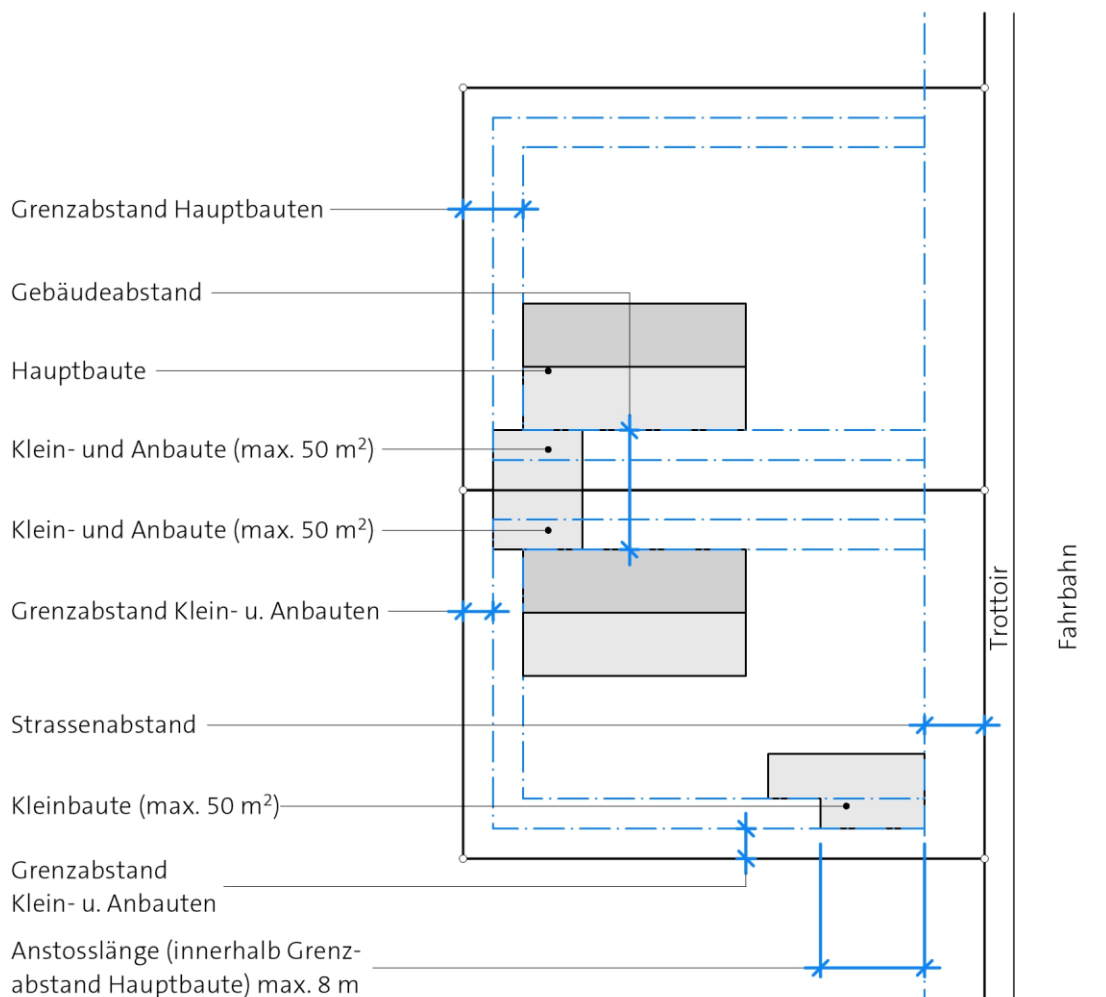 Grenzabstand Hauptbauten
Gebäudeabstand
Hauptbaute
Klein- und Anbaute (max. 50 m²)
Klein- und Anbaute (max. 50 m²)
Grenzabstand Klein- u. Anbauten
Trottoir
Fahrbahn
Strassenabstand
Kleinbaute (max. 50 m²)
Grenzabstand
Klein- u. Anbauten
Anstosslänge (innerhalb Grenz-
abstand Hauptbaute) max. 8 m